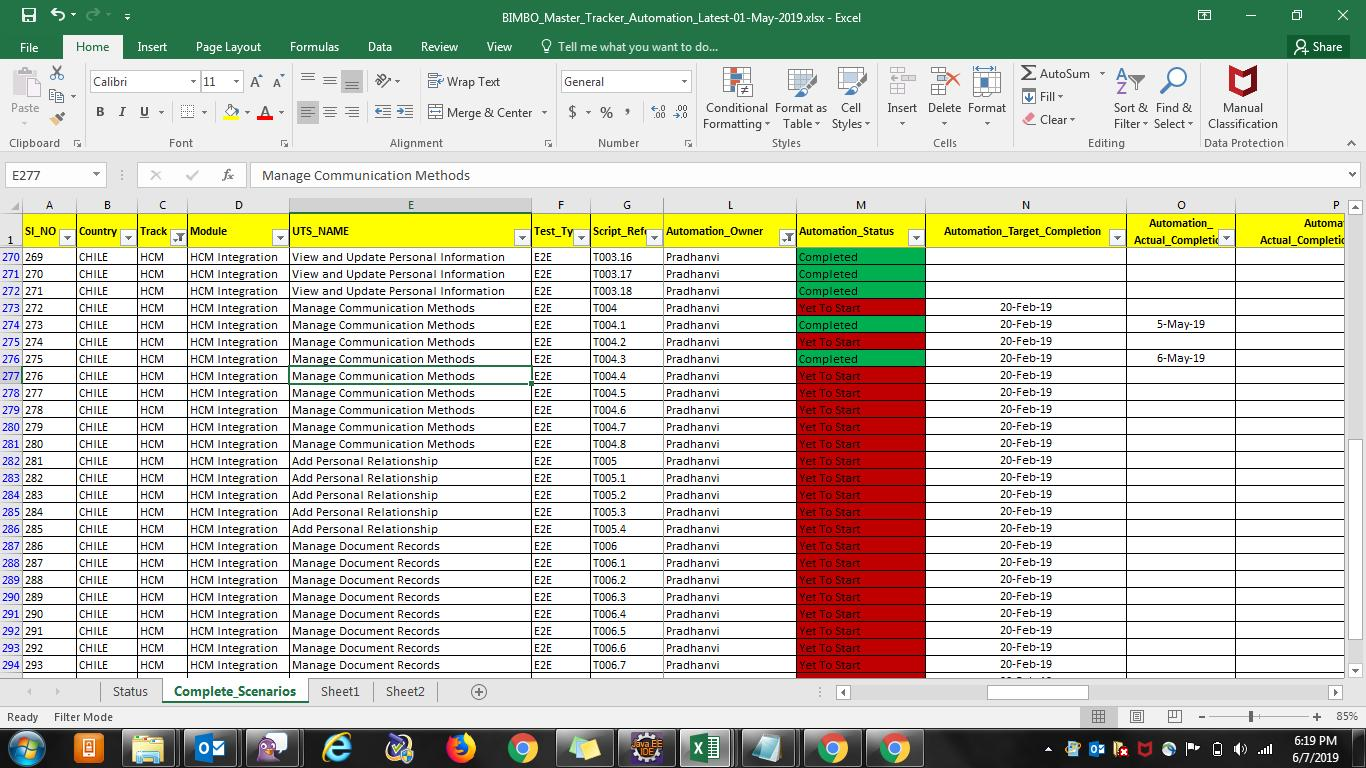 BIMBO_Master_Tracker_Automation_Latest-01-May-2019.xlsx - Excel
File Home Insert Page Layout Formulas Data Review View Tell me what you want to do... Share
Paste Calibri 11 Wrap Text General AutoSum
B I U Merge & Center $ % Fill Clear
Conditional Formatting Format as Table Cell Styles Insert Delete Format Sort & Filter Find & Select Manual Classification
Clipboard Font Alignment Number Styles Cells Editing Data Protection
E277 fx Manage Communication Methods
A B C D E F G L M N O P
1 SI_NO Country Track Module UTS_NAME Test_Ty Script_Refe Automation_Owner Automation_Status Automation_Target_Completion Automation_ Actual_Completic Automa Actual_Completic
270 269 CHILE HCM HCM Integration View and Update Personal Information E2E T003.16 Pradhanvi Completed
271 270 CHILE HCM HCM Integration View and Update Personal Information E2E T003.17 Pradhanvi Completed
272 271 CHILE HCM HCM Integration View and Update Personal Information E2E T003.18 Pradhanvi Completed
273 272 CHILE HCM HCM Integration Manage Communication Methods E2E T004 Pradhanvi Yet To Start 20-Feb-19
274 273 CHILE HCM HCM Integration Manage Communication Methods E2E T004.1 Pradhanvi Completed 20-Feb-19 5-May-19
275 274 CHILE HCM HCM Integration Manage Communication Methods E2E T004.2 Pradhanvi Yet To Start 20-Feb-19
276 275 CHILE HCM HCM Integration Manage Communication Methods E2E T004.3 Pradhanvi Completed 20-Feb-19 6-May-19
277 276 CHILE HCM HCM Integration Manage Communication Methods E2E T004.4 Pradhanvi Yet To Start 20-Feb-19
278 277 CHILE HCM HCM Integration Manage Communication Methods E2E T004.5 Pradhanvi Yet To Start 20-Feb-19
279 278 CHILE HCM HCM Integration Manage Communication Methods E2E T004.6 Pradhanvi Yet To Start 20-Feb-19
280 279 CHILE HCM HCM Integration Manage Communication Methods E2E T004.7 Pradhanvi Yet To Start 20-Feb-19
281 280 CHILE HCM HCM Integration Manage Communication Methods E2E T004.8 Pradhanvi Yet To Start 20-Feb-19
282 281 CHILE HCM HCM Integration Add Personal Relationship E2E T005 Pradhanvi Yet To Start 20-Feb-19
283 282 CHILE HCM HCM Integration Add Personal Relationship E2E T005.1 Pradhanvi Yet To Start 20-Feb-19
284 283 CHILE HCM HCM Integration Add Personal Relationship E2E T005.2 Pradhanvi Yet To Start 20-Feb-19
285 284 CHILE HCM HCM Integration Add Personal Relationship E2E T005.3 Pradhanvi Yet To Start 20-Feb-19
286 285 CHILE HCM HCM Integration Add Personal Relationship E2E T005.4 Pradhanvi Yet To Start 20-Feb-19
287 286 CHILE HCM HCM Integration Manage Document Records E2E T006 Pradhanvi Yet To Start 20-Feb-19
288 287 CHILE HCM HCM Integration Manage Document Records E2E T006.1 Pradhanvi Yet To Start 20-Feb-19
289 288 CHILE HCM HCM Integration Manage Document Records E2E T006.2 Pradhanvi Yet To Start 20-Feb-19
290 289 CHILE HCM HCM Integration Manage Document Records E2E T006.3 Pradhanvi Yet To Start 20-Feb-19
291 290 CHILE HCM HCM Integration Manage Document Records E2E T006.4 Pradhanvi Yet To Start 20-Feb-19
292 291 CHILE HCM HCM Integration Manage Document Records E2E T006.5 Pradhanvi Yet To Start 20-Feb-19
293 292 CHILE HCM HCM Integration Manage Document Records E2E T006.6 Pradhanvi Yet To Start 20-Feb-19
294 293 CHILE HCM HCM Integration Manage Document Records E2E T006.7 Pradhanvi Yet To Start 20-Feb-19
Status Complete_Scenarios Sheet1 Sheet2
Ready Filter Mode 85%
Java EE IDE
6:19 PM
6/7/2019